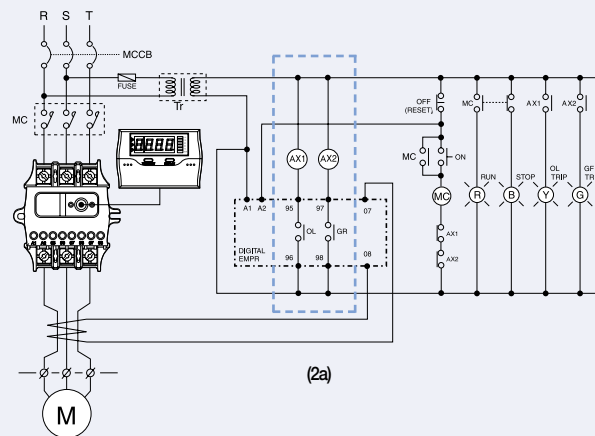 R S T
MCCB
FUSE
Tr
MC
OFF
(RESET)
MC
AX1
AX2
MC
ON
AX1
AX2
MC
RUN
STOP
OL
TRIP
GF
TR
R
B
Y
G
A1
A2
95
97
07
AX1
AX2
OL
GR
DIGITAL
EMPR
96
98
08
(2a)
M